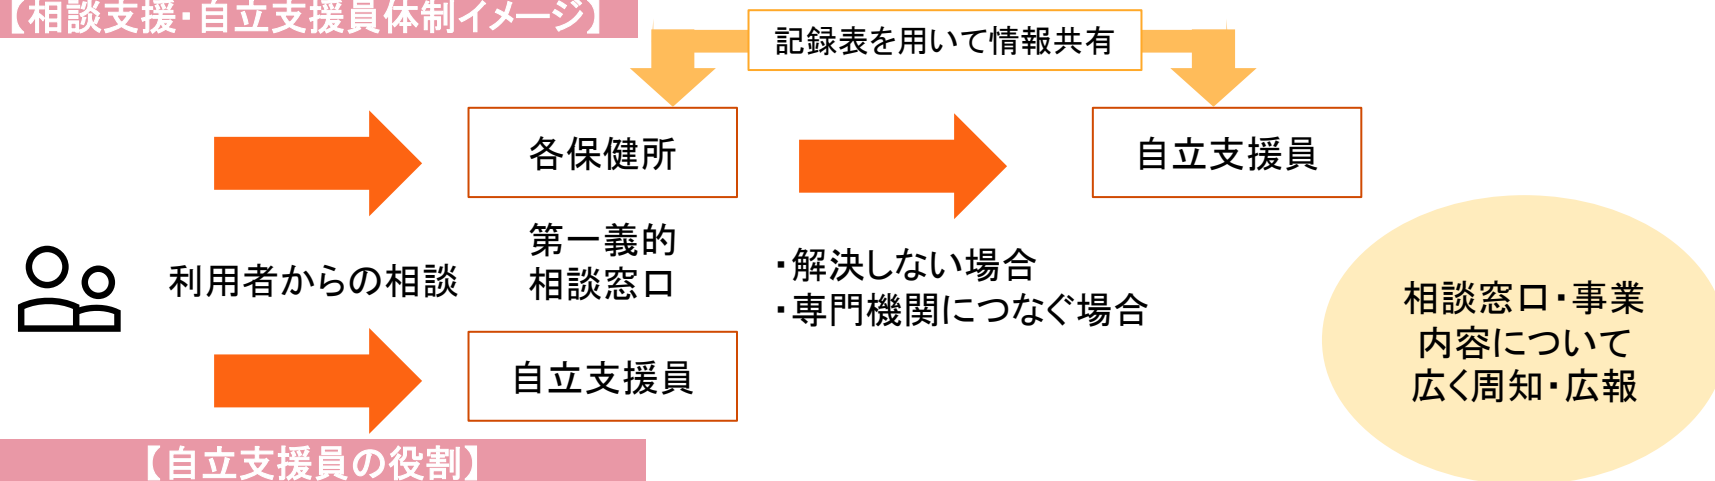 【相談支援・自立支援員体制イメージ】
記録表を用いて情報共有
各保健所
自立支援員
第一義的
相談窓口
利用者からの相談
・解決しない場合
・専門機関につなぐ場合
自立支援員
相談窓口・事業
内容について
広く周知・広報
【自立支援員の役割】